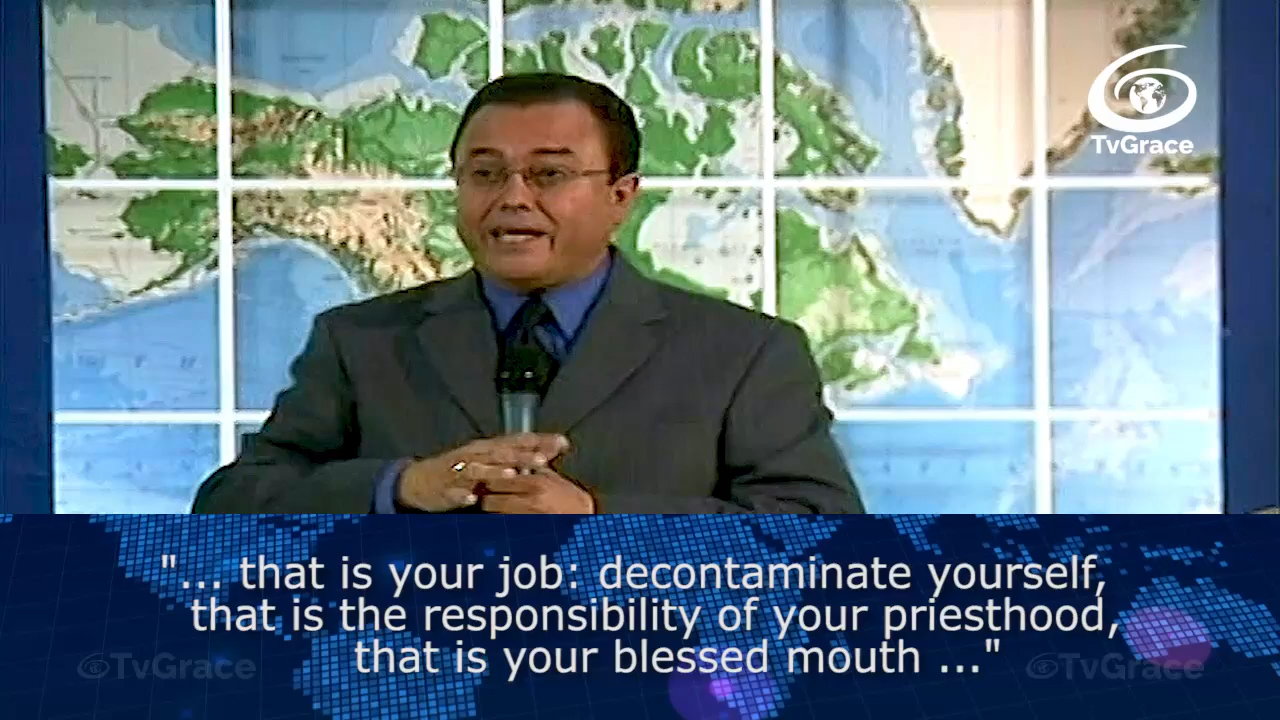 TvGrace
"... that is your job: decontaminate yourself,
that is the responsibility of your priesthood,
that is your blessed mouth ..."
TvGrace
TvGrace